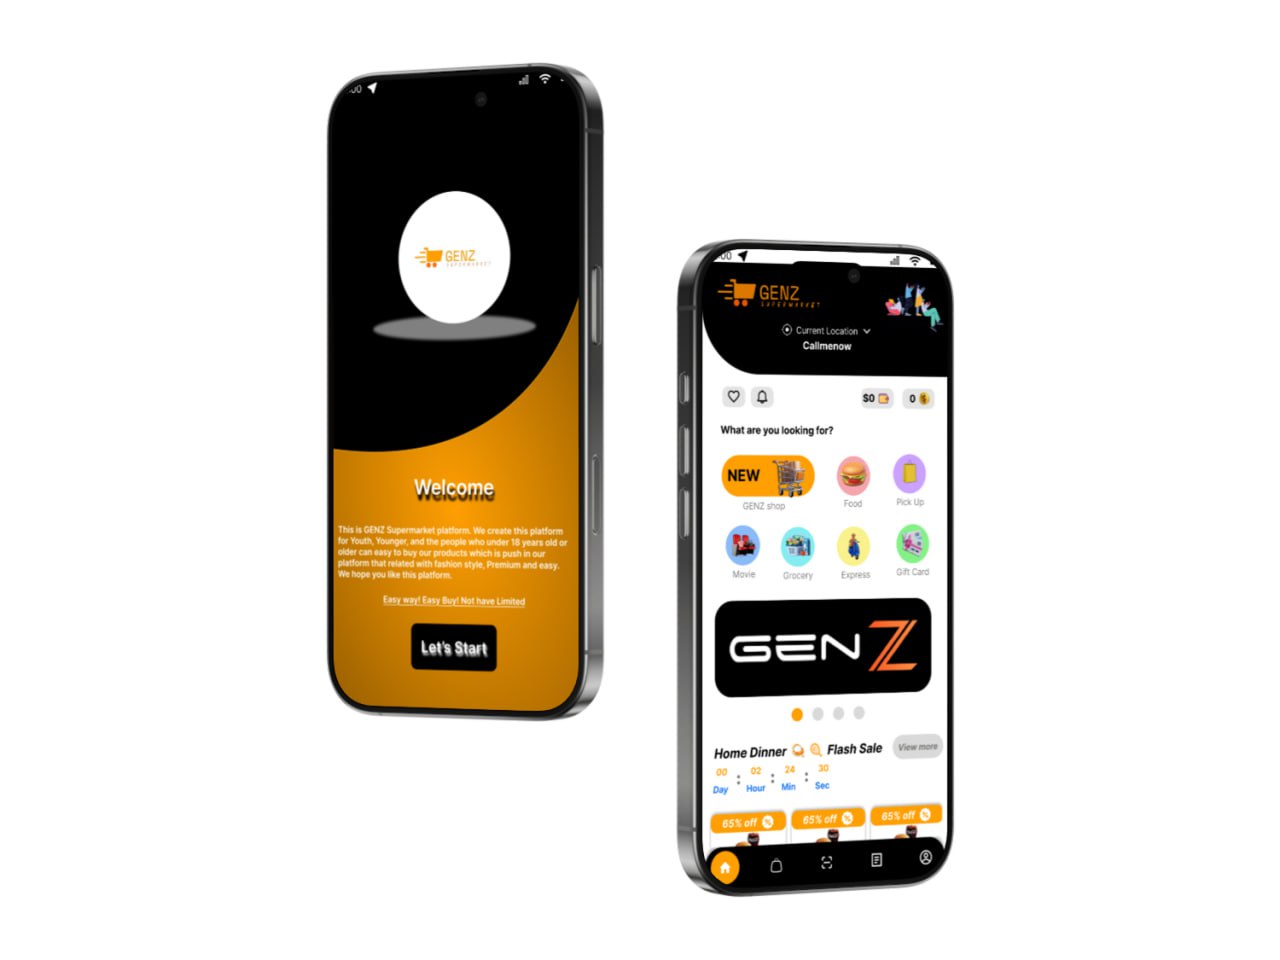 GENZ
SUPERMARKET
Welcome
This is GENZ Supermarket platform. We create this platform
for Youth, Younger, and the people who under 18 years old or
older can easy to buy our products which is push in our
platform that related with fashion style, Premium and easy.
We hope you like this platform.
Easy way! Easy Buy! Not have Limited
Let's Start
GENZ
SUPERMARKET
Current Location
Callmenow
$0
0
What are you looking for?
NEW
GENZ shop
Food
Pick Up
Movie
Grocery
Express
Gift Card
GEN Z
Home Dinner
Flash Sale
View more
00 : 02 : 24 : 30
Day Hour Min Sec
65% off
65% off
65% off